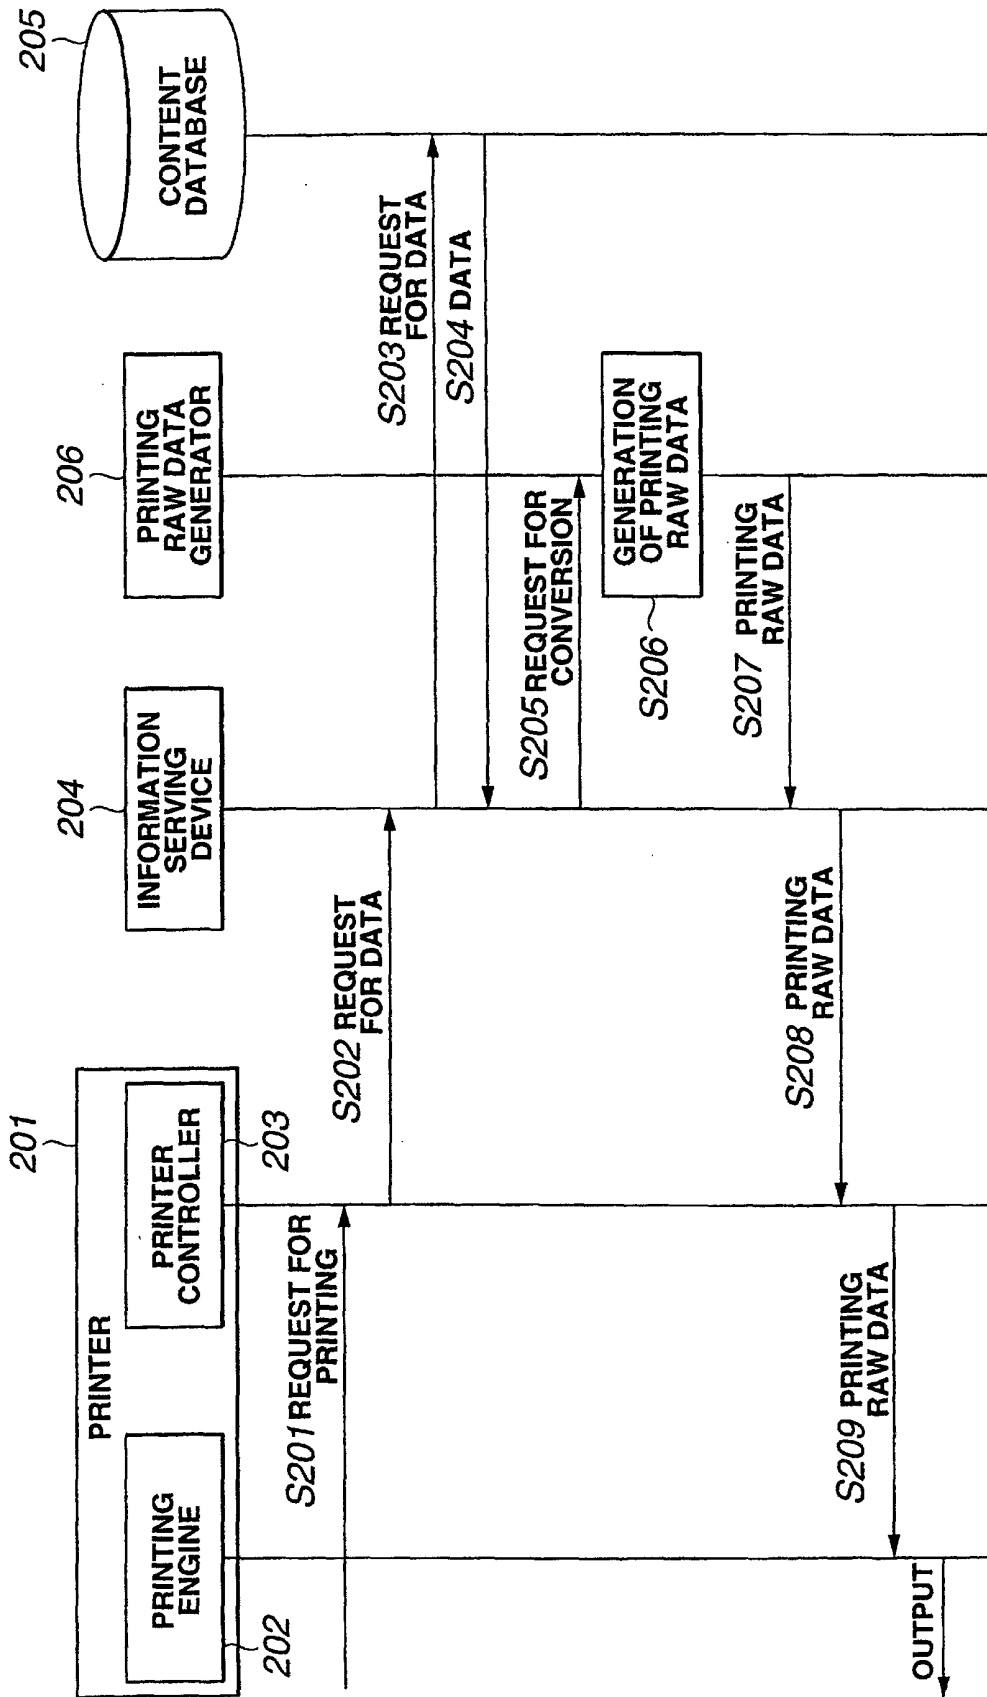 PRINTER
201
PRINTING
ENGINE
202
PRINTER
CONTROLLER
203
INFORMATION
SERVING
DEVICE
204
PRINTING
RAW DATA
GENERATOR
206
CONTENT
DATABASE
205
S201 REQUEST FOR
PRINTING
S202 REQUEST
FOR DATA
S203 REQUEST
FOR DATA
S204 DATA
S205 REQUEST FOR
CONVERSION
GENERATION
OF PRINTING
RAW DATA
S206
S207 PRINTING
RAW DATA
S208 PRINTING
RAW DATA
S209 PRINTING
RAW DATA
OUTPUT